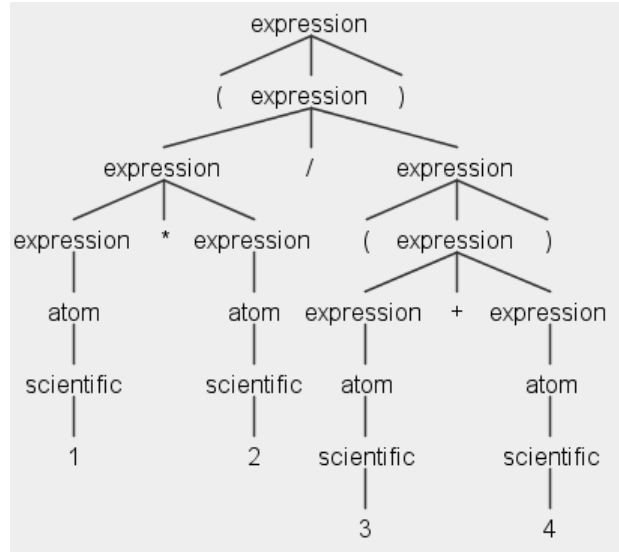 expression
( expression )
expression / expression
expression * expression ( expression )
atom atom expression + expression
scientific scientific atom atom
1 2 scientific scientific
3 4